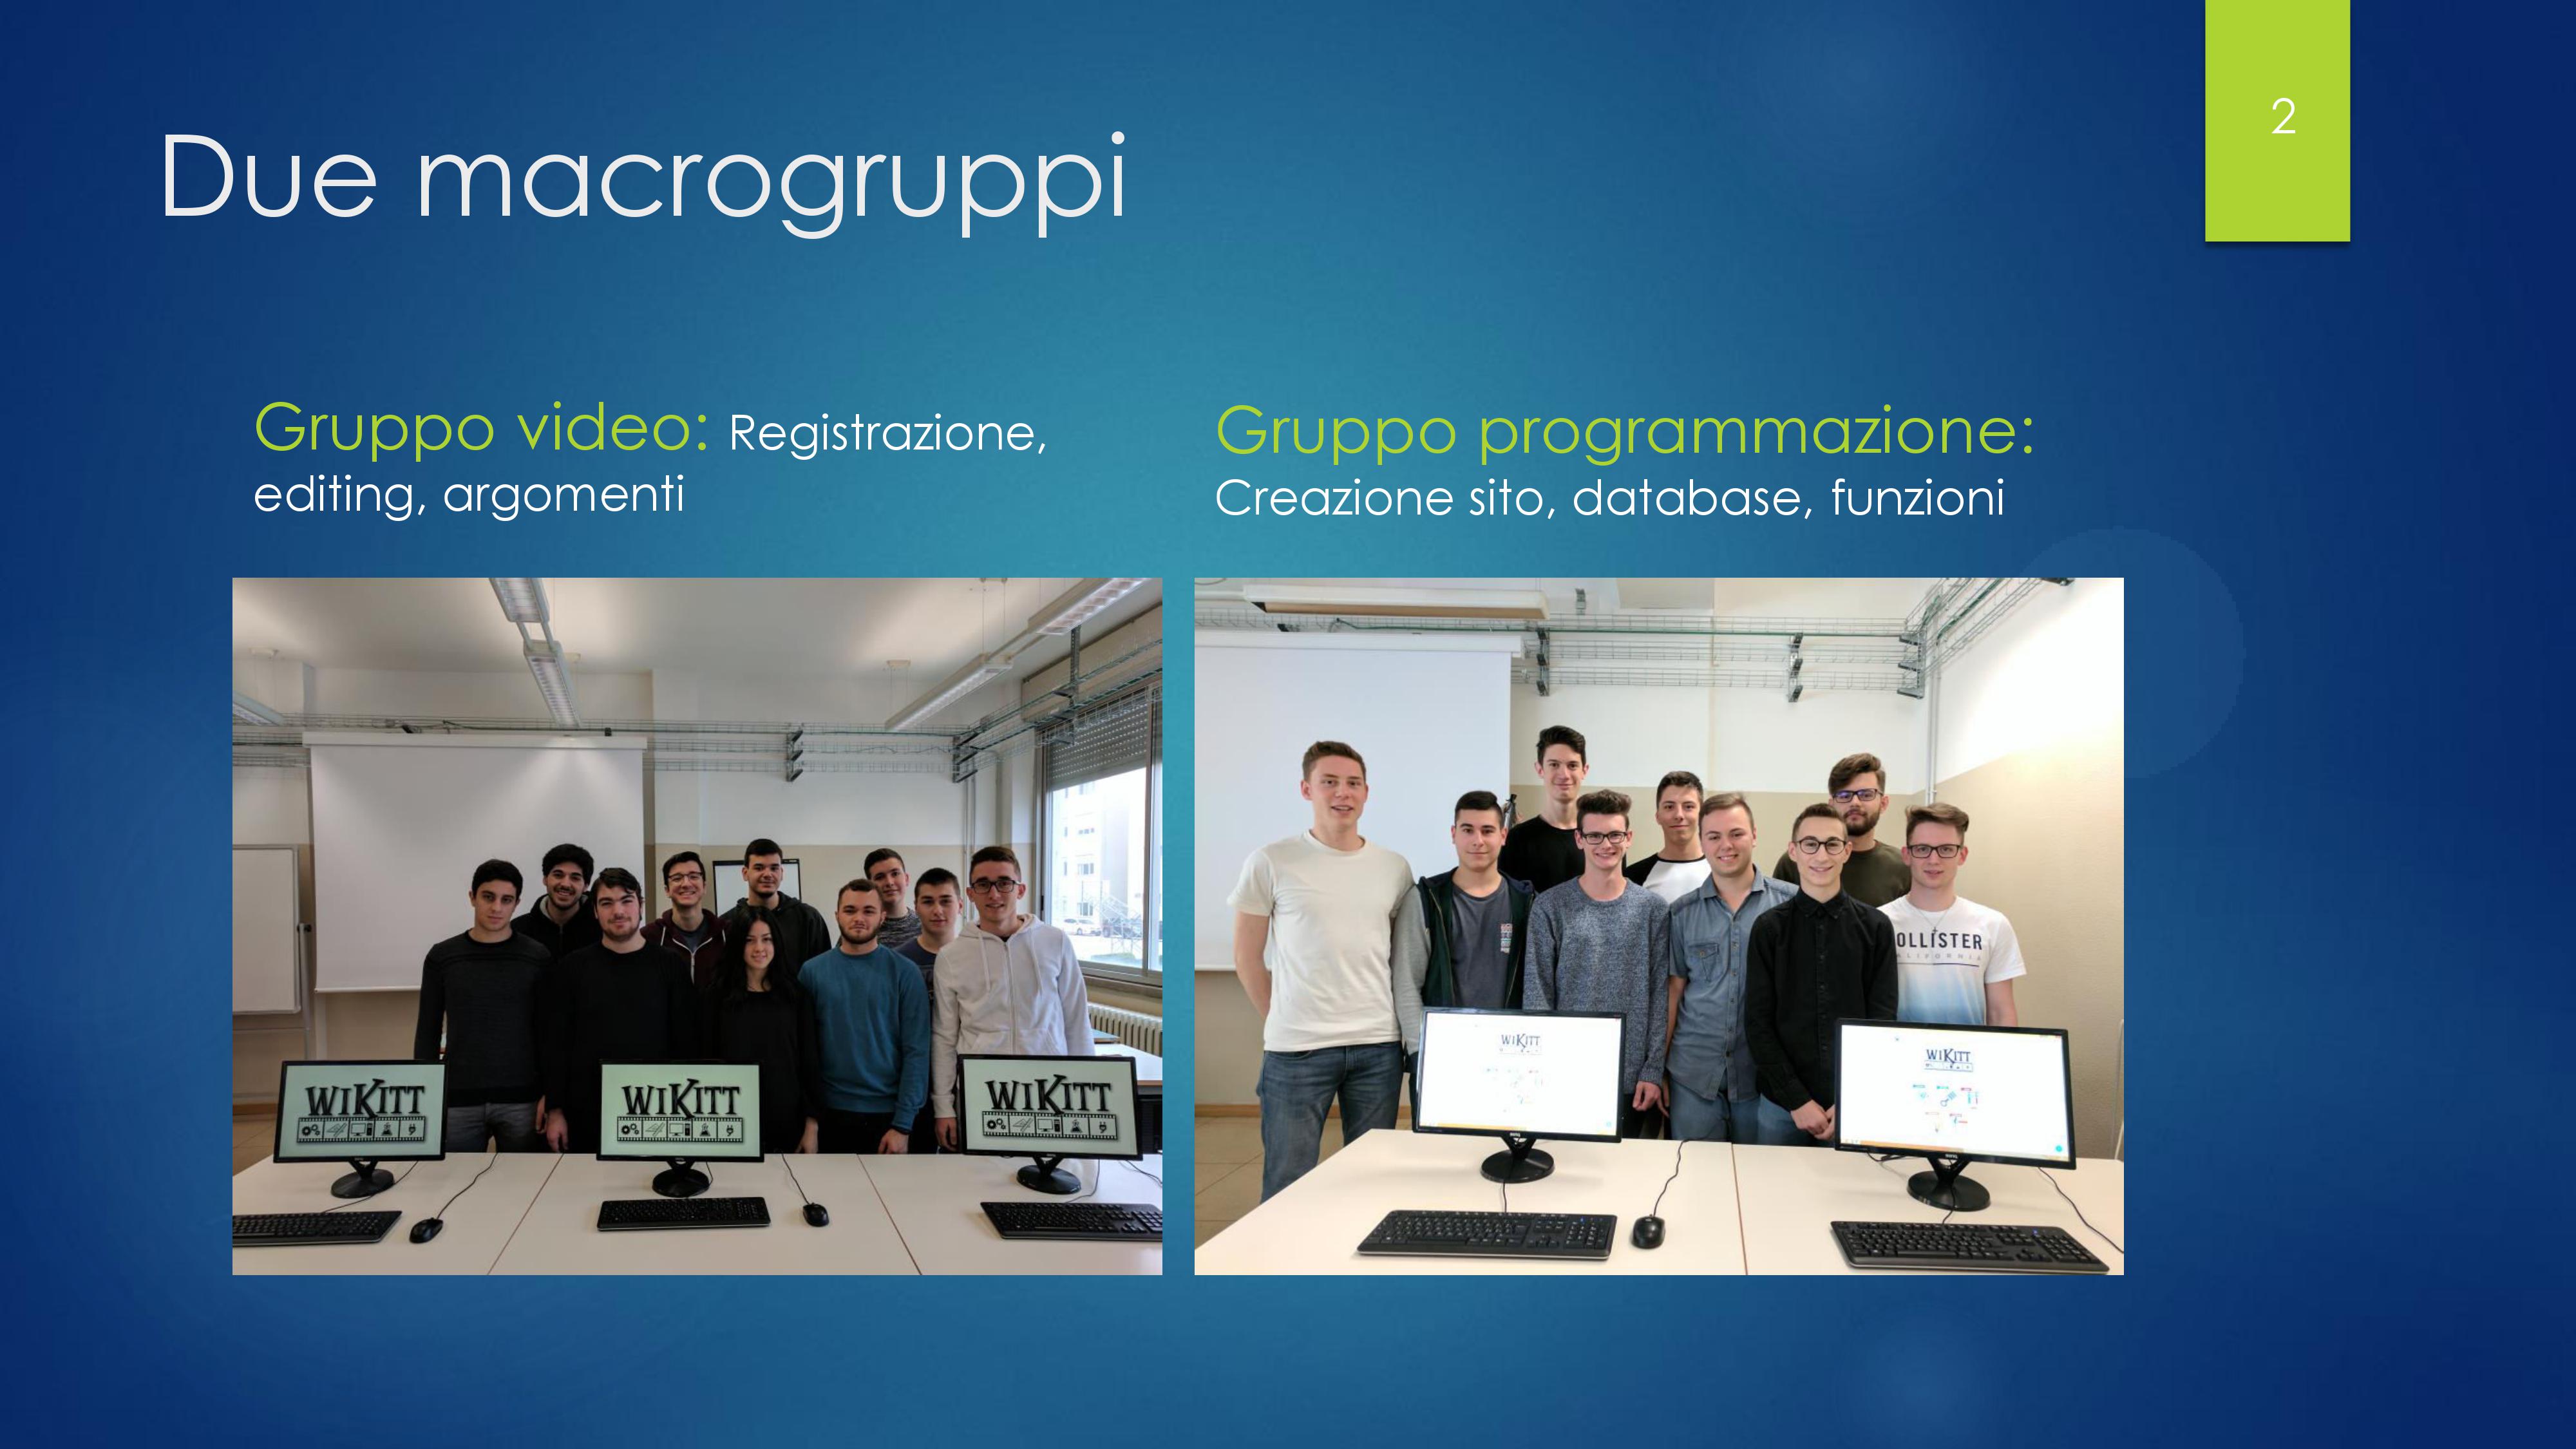 2
Due macrogruppi
Gruppo video: Registrazione,
editing, argomenti
Gruppo programmazione:
Creazione sito, database, funzioni
WIKITT
WIKITT
WIKITT
OLLISTER
ALIFORNIA
WIKITT
WIKITT